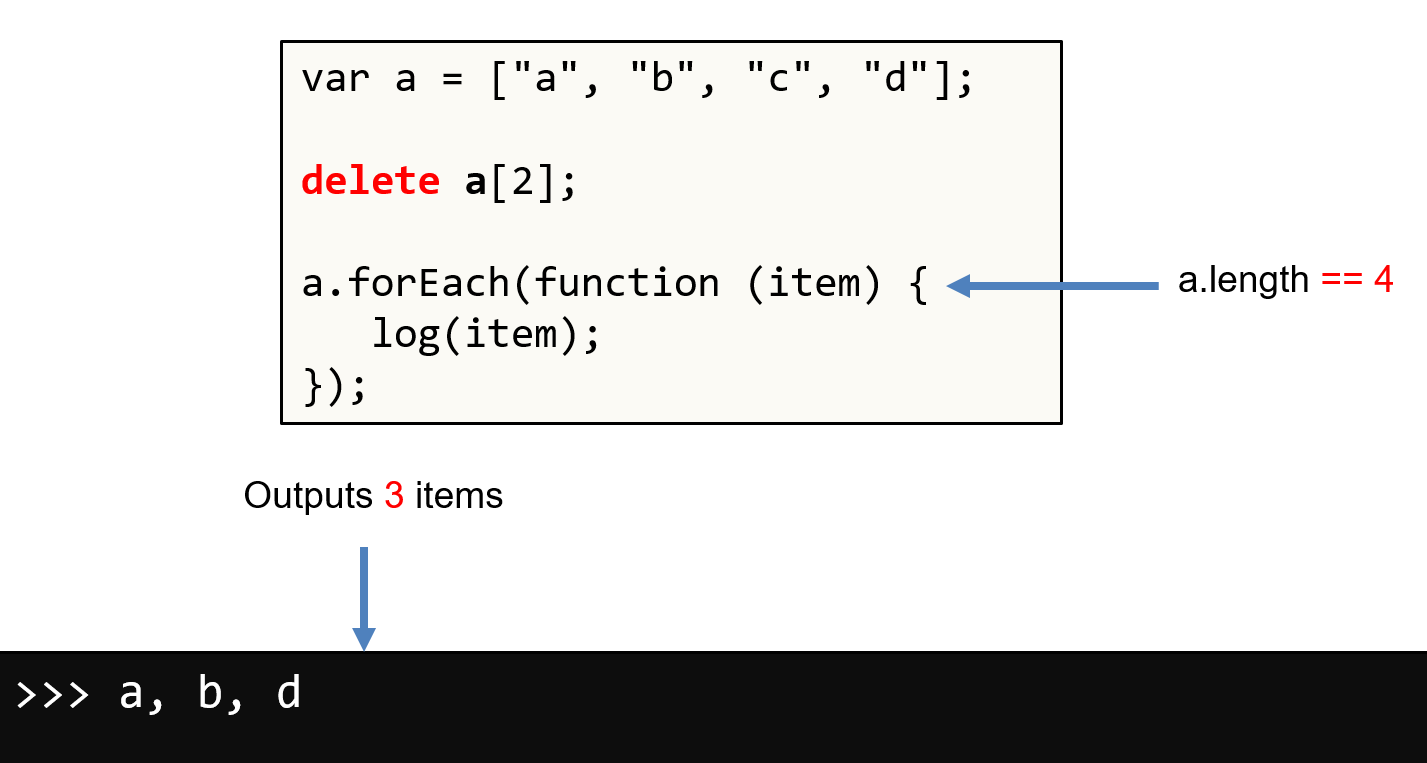 var a = ["a", "b", "c", "d"];
delete a[2];
a.forEach(function (item) {
a.length == 4
log(item);
});
Outputs 3 items
>>> a, b, d